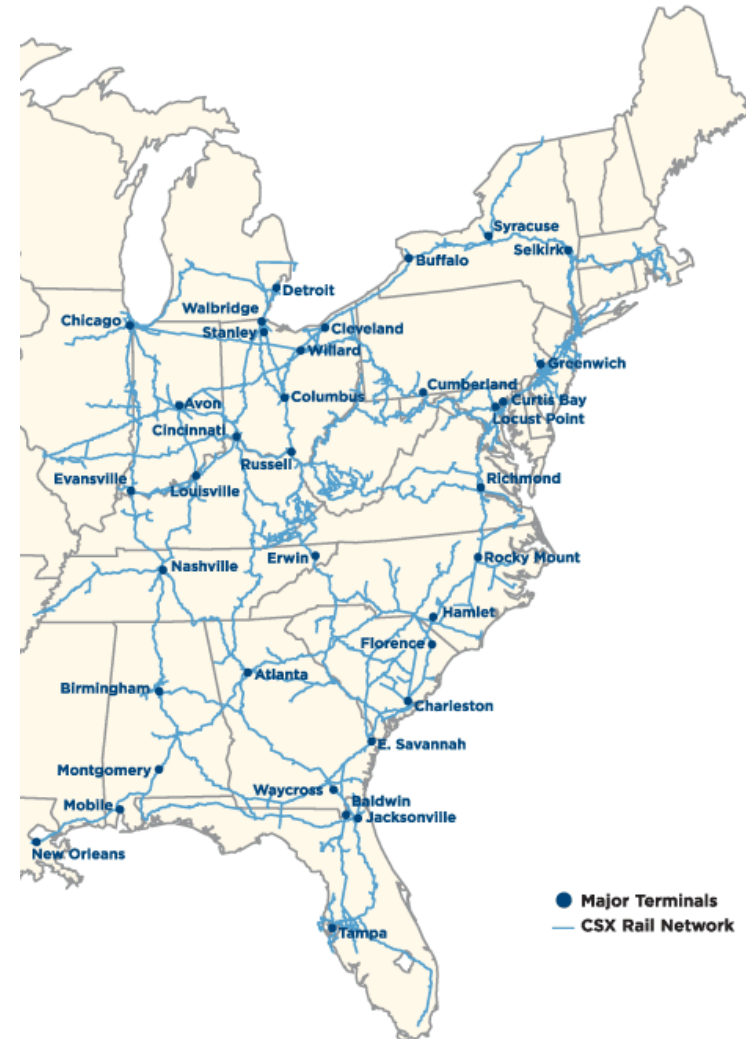 Syracuse
Selkirk
Buffalo
Detroit
Walbridge
Chicago
Stanley
Cleveland
Willard
Greenwich
Cumberland
Columbus
Curtis Bay
Avon
Locust Point
Cincinnati
Russell
Evansville
Richmond
Louisville
Erwin
Rocky Mount
Nashville
Hamlet
Florence
Atlanta
Birmingham
Charleston
E. Savannah
Montgomery
Waycross
Baldwin
Mobile
Jacksonville
New Orleans
Major Terminals
CSX Rail Network
Tampa